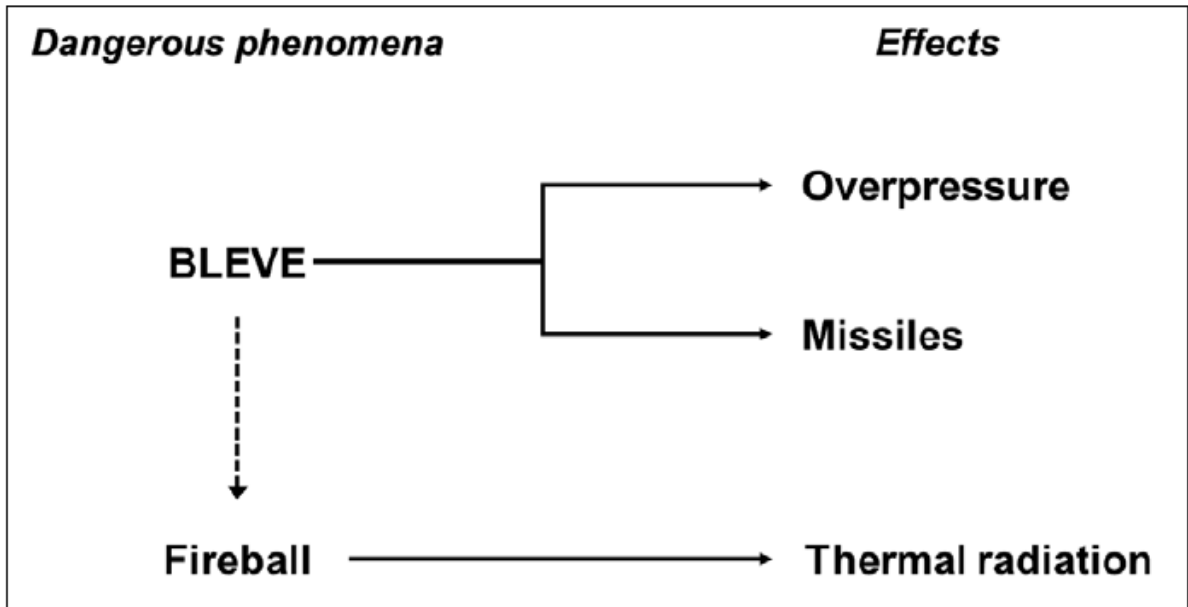 Dangerous phenomena
Effects
Overpressure
BLEVE
Missiles
Fireball
Thermal radiation